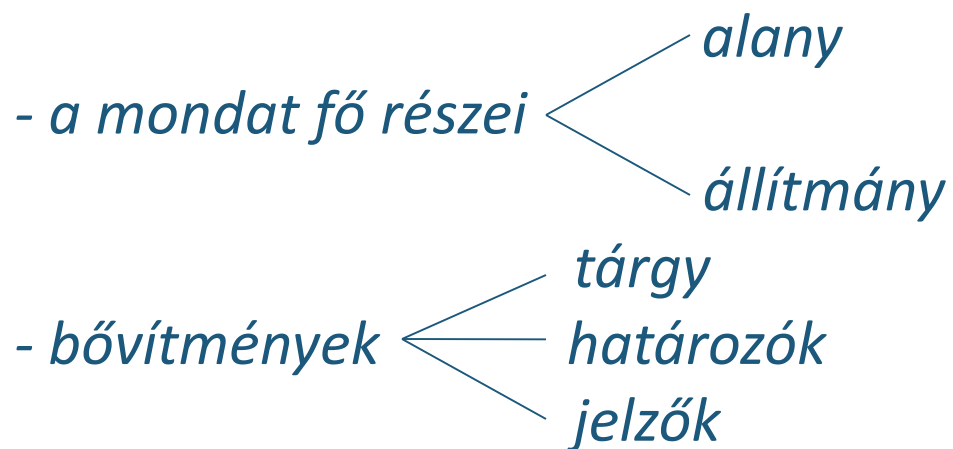 alany
- a mondat fő részei
állítmány
tárgy
- bővítmények határozók
jelzők